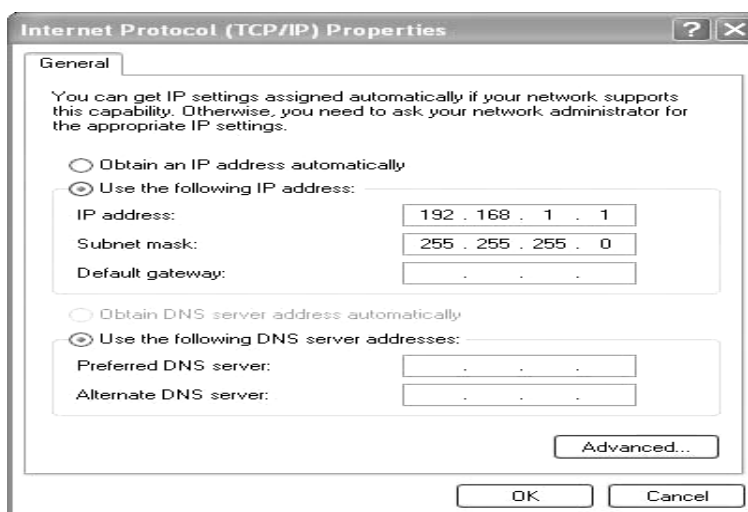 Internet Protocol (TCP/IP) Properties
General
You can get IP settings assigned automatically if your network supports
this capability. Otherwise, you need to ask your network administrator for
the appropriate IP settings.
Obtain an IP address automatically
Use the following IP address:
IP address: 192 . 168 . 1 . 1
Subnet mask: 255 . 255 . 255 . 0
Default gateway: . . .
Obtain DNS server address automatically
Use the following DNS server addresses:
Preferred DNS server: . . .
Alternate DNS server: . . .
Advanced...
OK Cancel